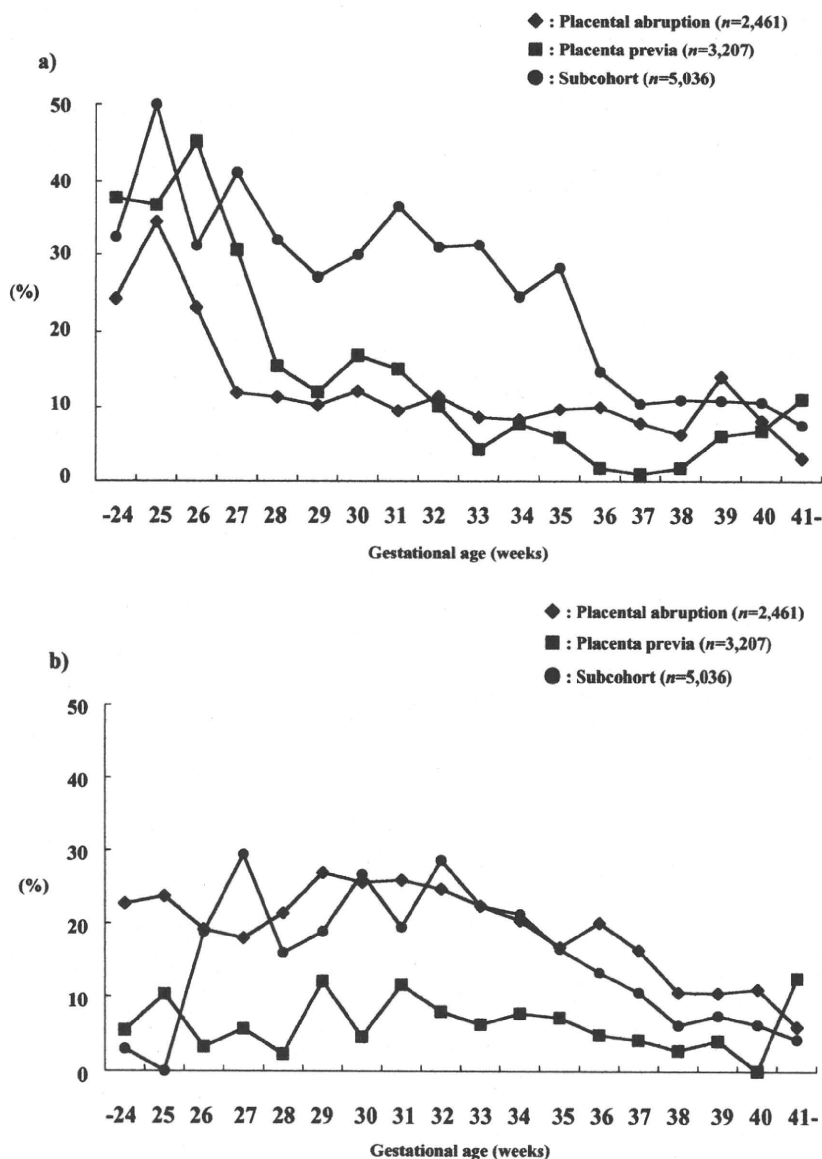 ◆ : Placental abruption (n=2,461)
■ : Placenta previa (n=3,207)
● : Subcohort (n=5,036)
a)
50
40
30
(%)
20
10
0
-24 25 26 27 28 29 30 31 32 33 34 35 36 37 38 39 40 41-
Gestational age (weeks)
◆ : Placental abruption (n=2,461)
■ : Placenta previa (n=3,207)
● : Subcohort (n=5,036)
b)
50
40
30
(%)
20
10
0
-24 25 26 27 28 29 30 31 32 33 34 35 36 37 38 39 40 41-
Gestational age (weeks)